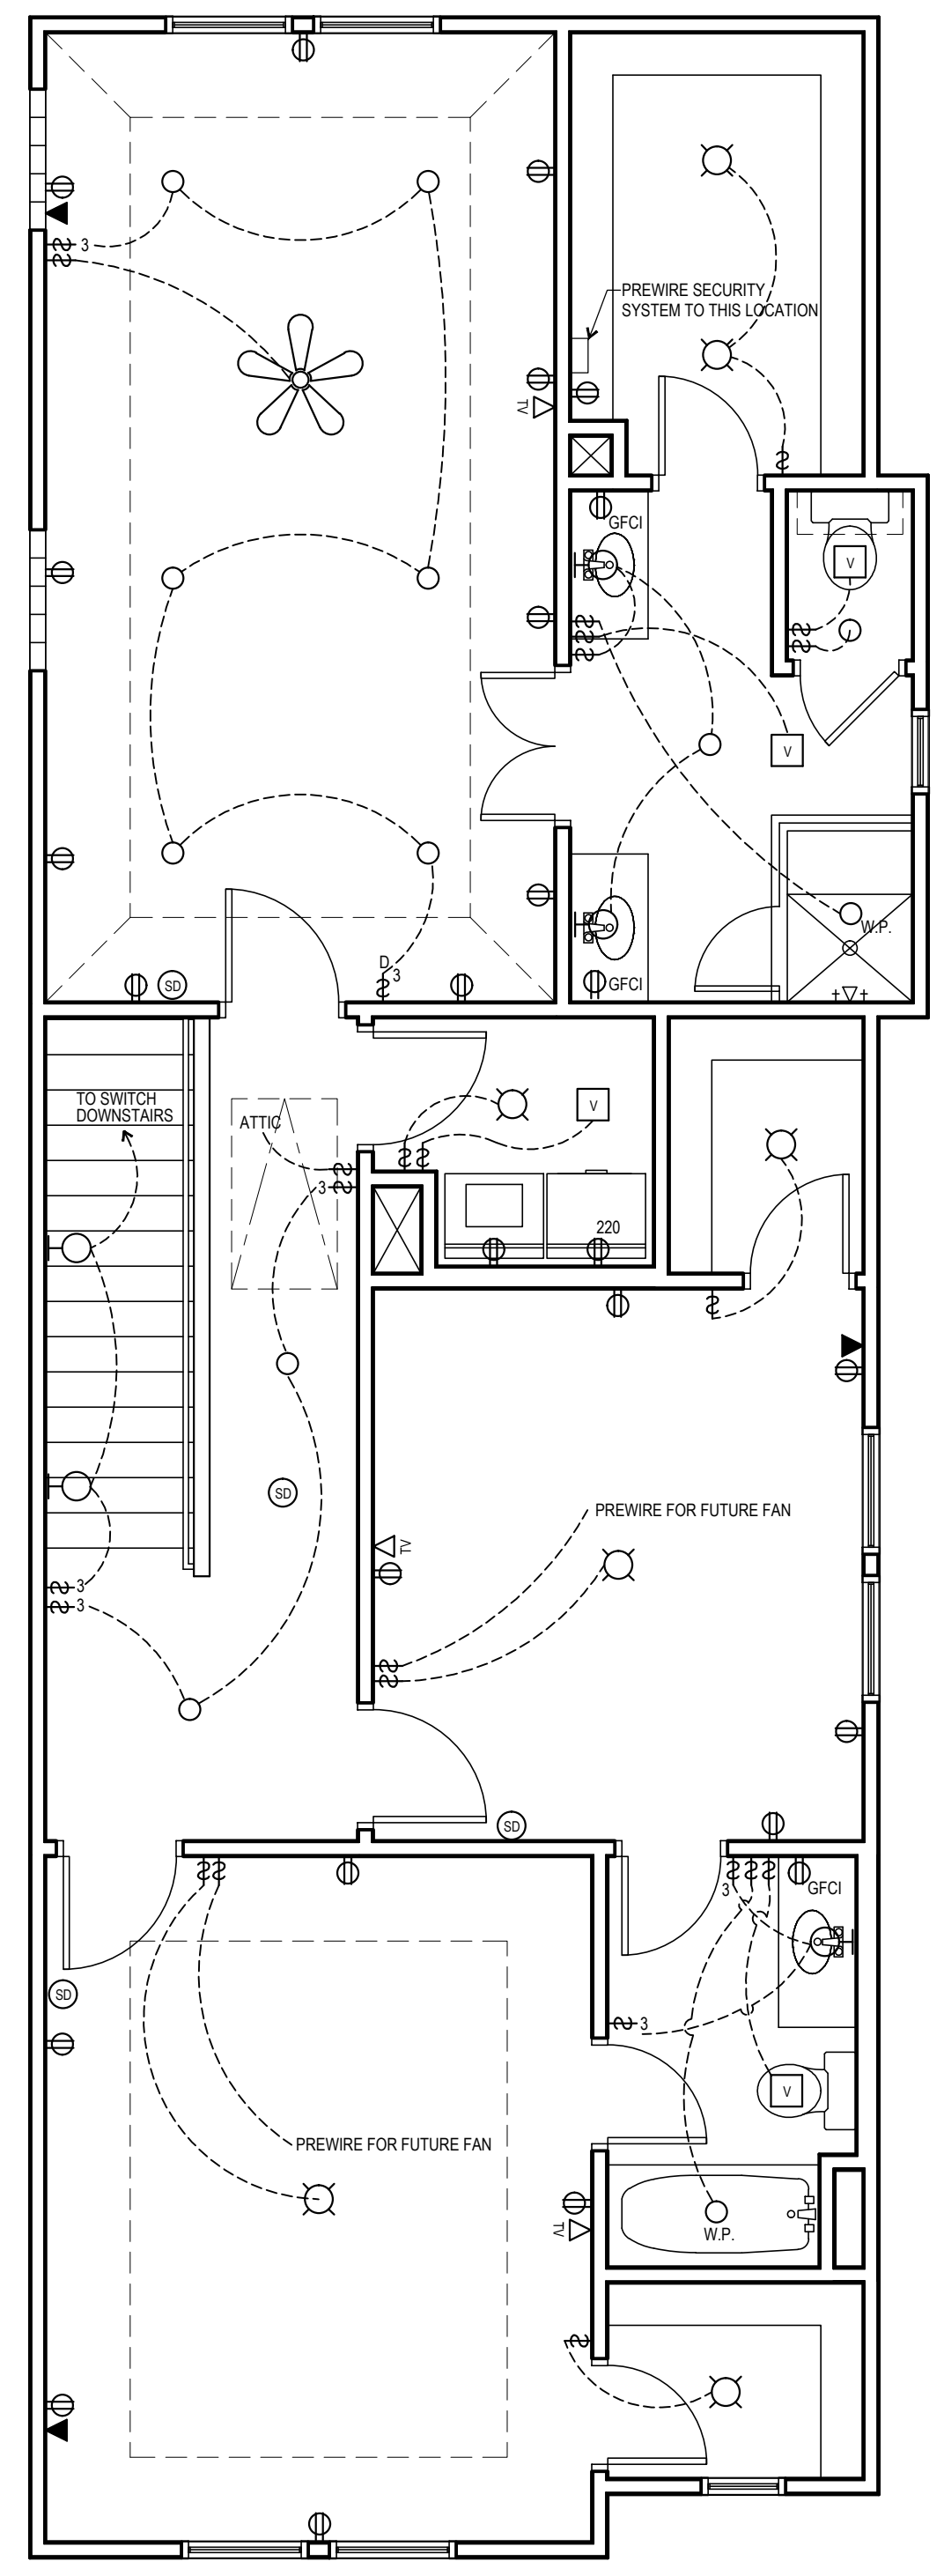 3
PREWIRE SECURITY
SYSTEM TO THIS LOCATION
TV
GFCI
V
V
W.P.
D
3
SD
GFCI
TO SWITCH
DOWNSTAIRS
ATTIC
V
3
220
SD
PREWIRE FOR FUTURE FAN
TV
3
3
SD
3
GFCI
SD
3
V
PREWIRE FOR FUTURE FAN
TV
W.P.